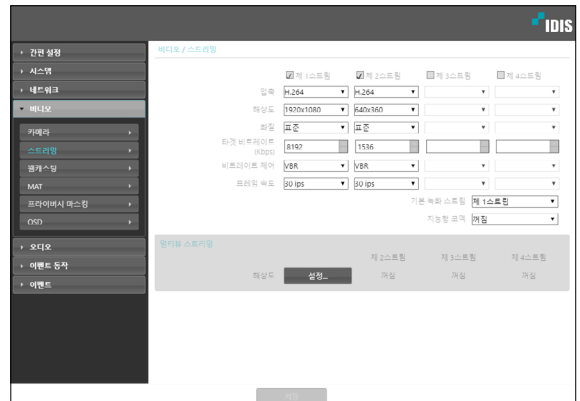 IDIS
간편 설정
시스템
네트워크
비디오
카메라
스트리밍
웹캐스팅
MAT
프라이버시 마스킹
OSD
오디오
이벤트 동작
이벤트
비디오 / 스트리밍
제 1스트림 제 2스트림 제 3스트림 제 4스트림
압축 H.264 H.264
해상도 1920x1080 640x360
화질 표준 표준
타겟 비트레이트 (Kbps) 8192 1536
비트레이트 제어 VBR VBR
프레임 속도 30 ips 30 ips
기본 녹화 스트림 제 1스트림
지능형 코덱 꺼짐
멀티뷰 스트리밍
제 2스트림 제 3스트림 제 4스트림
해상도 설정... 꺼짐 꺼짐 꺼짐